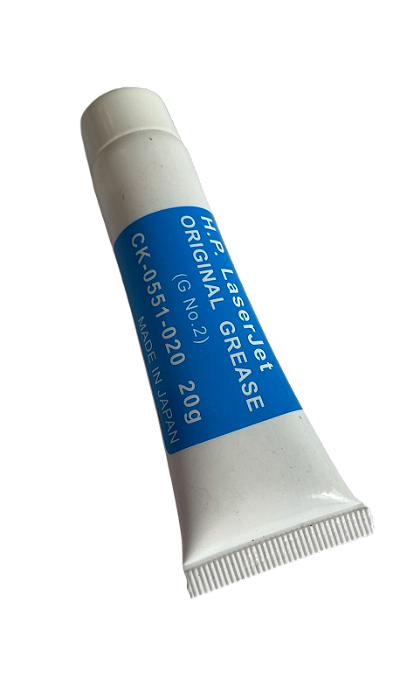 H.P. LaserJet
ORIGINAL GREASE
(G No.2)
CK-0551-020 20g
MADE IN JAPAN